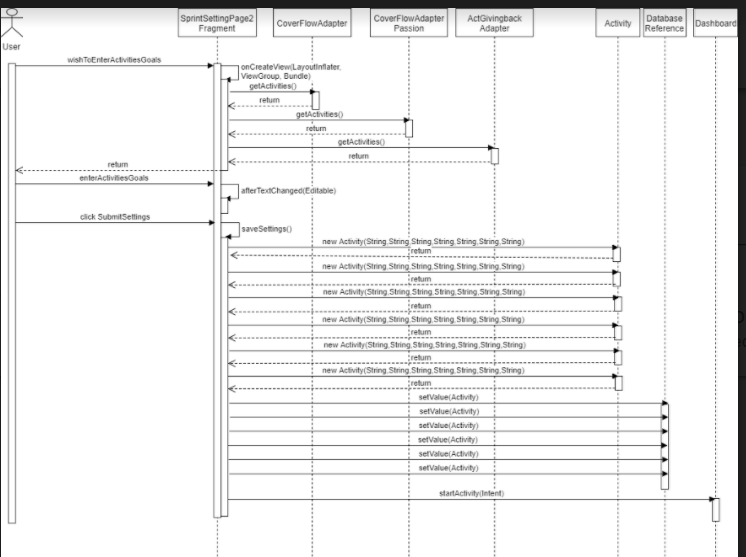 SprintSettingPage2
Fragment
CoverFlowAdapter
CoverFlowAdapter
Passion
ActGivingback
Adapter
Activity
Database
Reference
Dashboard
User
wishToEnterActivitiesGoals
onCreateView(LayoutInflater,
ViewGroup, Bundle)
getActivities()
return
getActivities()
return
getActivities()
return
return
enterActivitiesGoals
afterTextChanged(Editable)
click SubmitSettings
saveSettings()
new Activity(String,String,String,String,String,String,String)
return
new Activity(String,String,String,String,String,String,String)
return
new Activity(String,String,String,String,String,String,String)
return
new Activity(String,String,String,String,String,String,String)
return
new Activity(String,String,String,String,String,String,String)
return
new Activity(String,String,String,String,String,String,String)
return
setValue(Activity)
setValue(Activity)
setValue(Activity)
setValue(Activity)
setValue(Activity)
setValue(Activity)
startActivity(Intent)